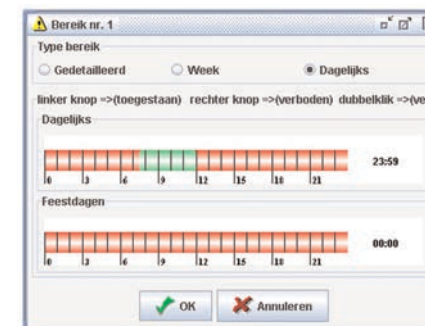 Bereik nr. 1
Type bereik
Gedetailleerd Week Dagelijks
linker knop =>(toegestaan) rechter knop =>(verboden) dubbelklik =>(ve
Dagelijks
23:59
0 3 6 9 12 15 18 21
Feestdagen
00:00
0 3 6 9 12 15 18 21
OK Annuleren